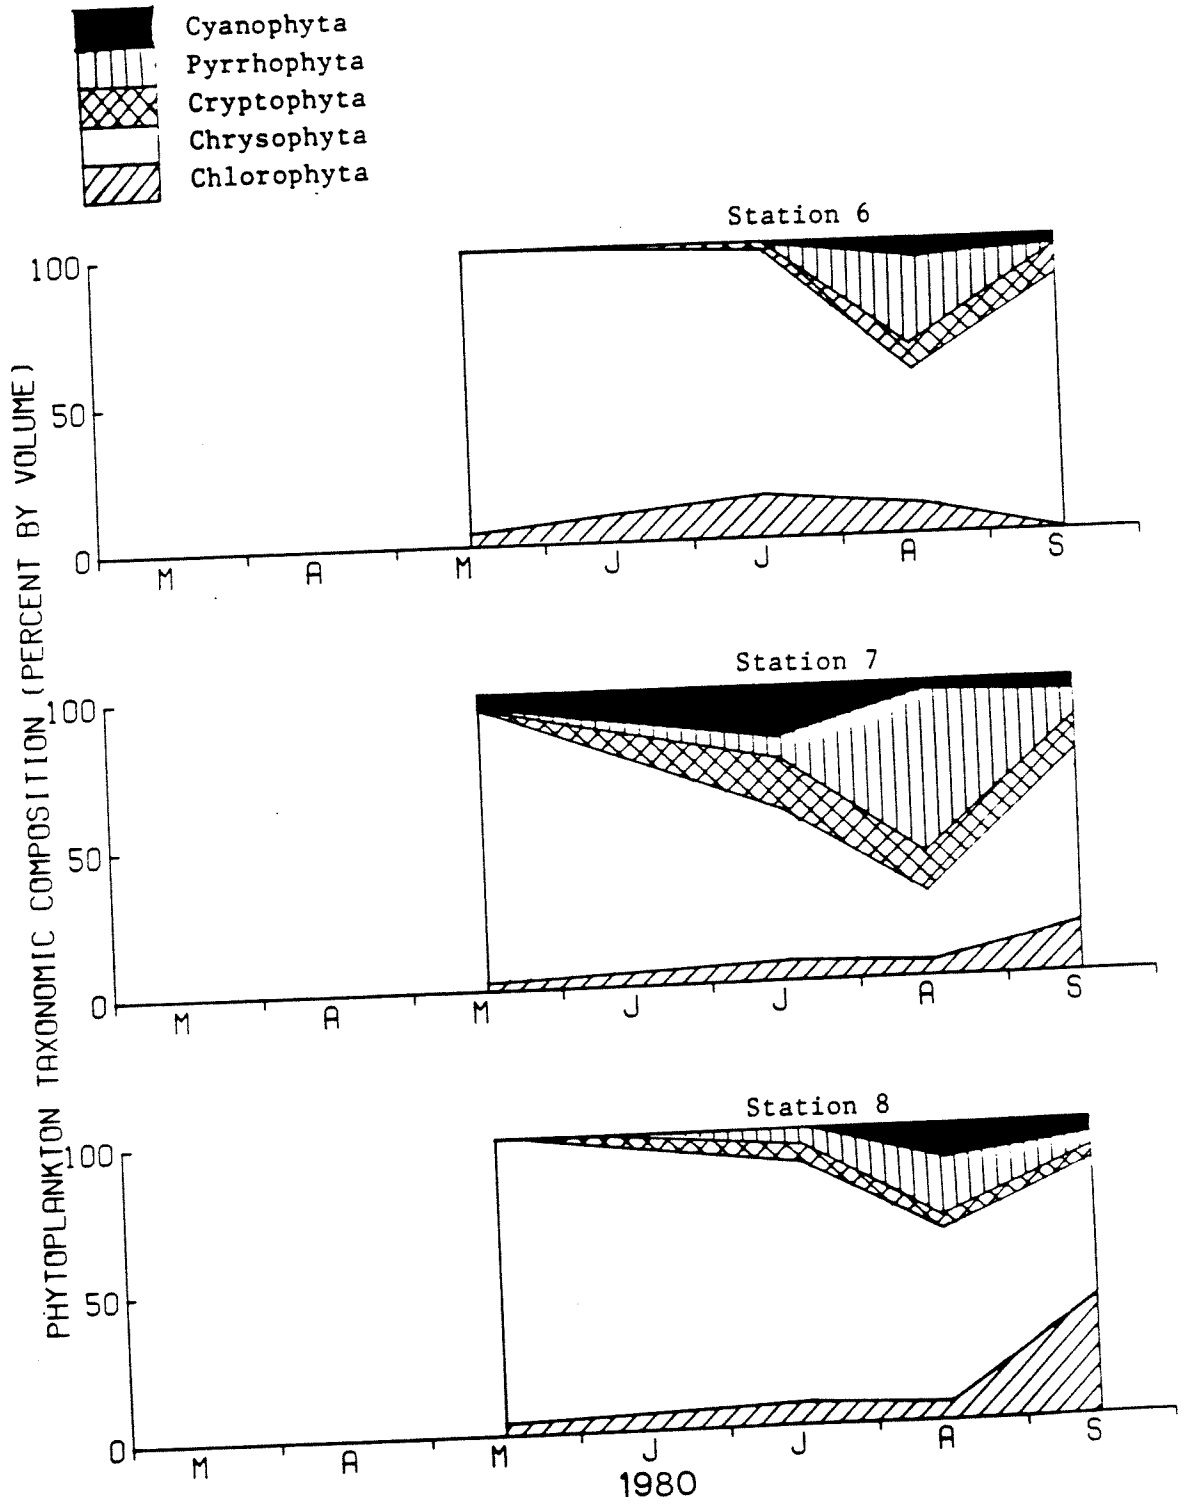 Cyanophyta
Pyrrhophyta
Cryptophyta
Chrysophyta
Chlorophyta
PHYTOPLANKTON TAXONOMIC COMPOSITION (PERCENT BY VOLUME)
Station 6
100
50
0
M A M J J A S
Station 7
100
50
0
M A M J J A S
Station 8
100
50
0
M A M J J A S
1980